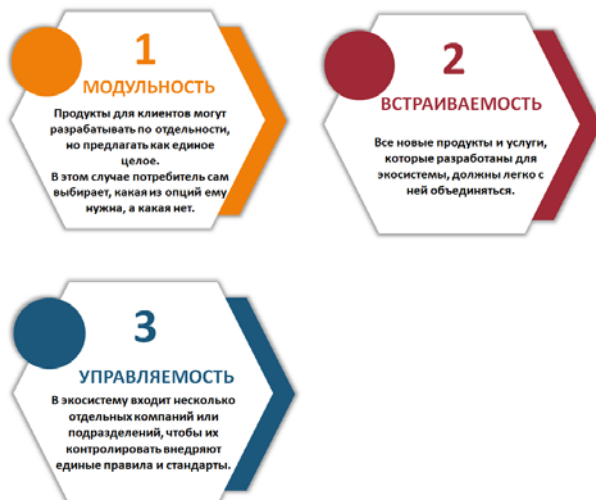 1
МОДУЛЬНОСТЬ
Продукты для клиентов могут
разрабатывать по отдельности,
но предлагать как единое
целое.
В этом случае потребитель сам
выбирает, какая из опций ему
нужна, а какая нет.
2
ВСТРАИВАЕМОСТЬ
Все новые продукты и услуги,
которые разработаны для
экосистемы, должны легко с
ней объединяться.
3
УПРАВЛЯЕМОСТЬ
В экосистему входит несколько
отдельных компаний или
подразделений, чтобы их
контролировать внедряют
единые правила и стандарты.